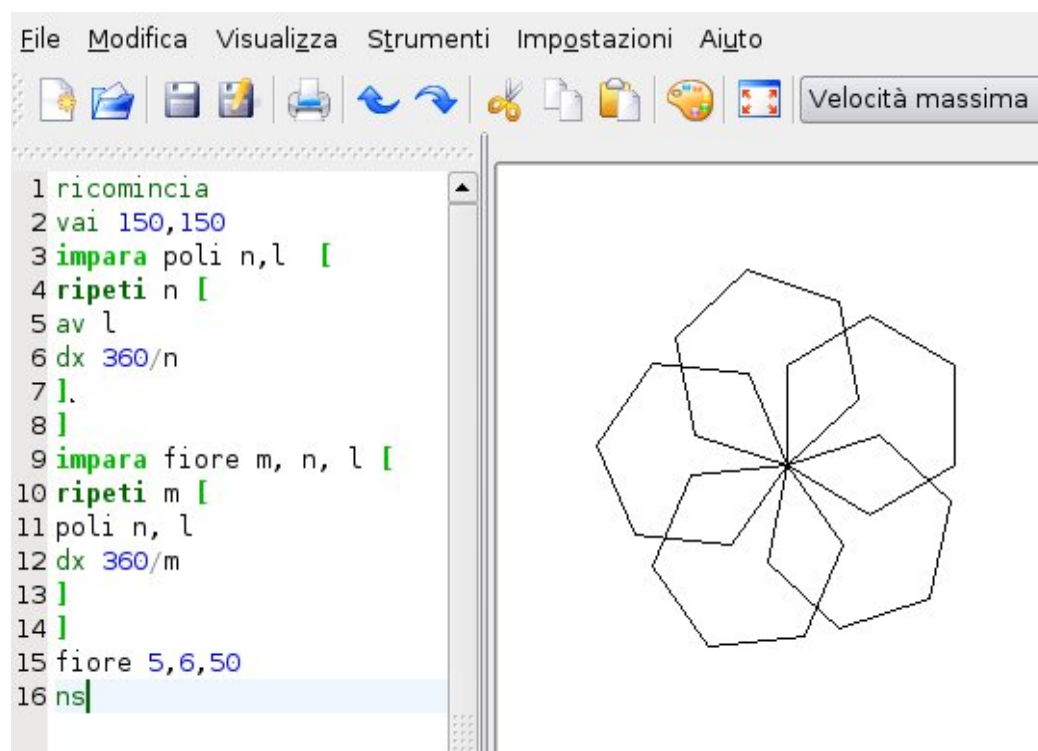 File Modifica Visualizza Strumenti Impostazioni Aiuto
Velocità massima
1 ricomincia
2 vai 150,150
3 impara poli n,l [
4 ripeti n [
5 av l
6 dx 360/n
7 ].
8 ]
9 impara fiore m, n, l [
10 ripeti m [
11 poli n, l
12 dx 360/m
13 ]
14 ]
15 fiore 5,6,50
16 ns